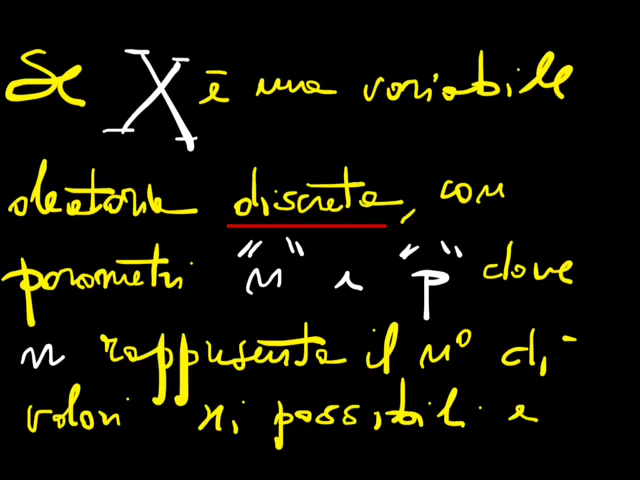 Se X è una variabile
aleatoria discreta, con
parametri "n" e "p" dove
n rappresenta il n° di
valori xi possibili e